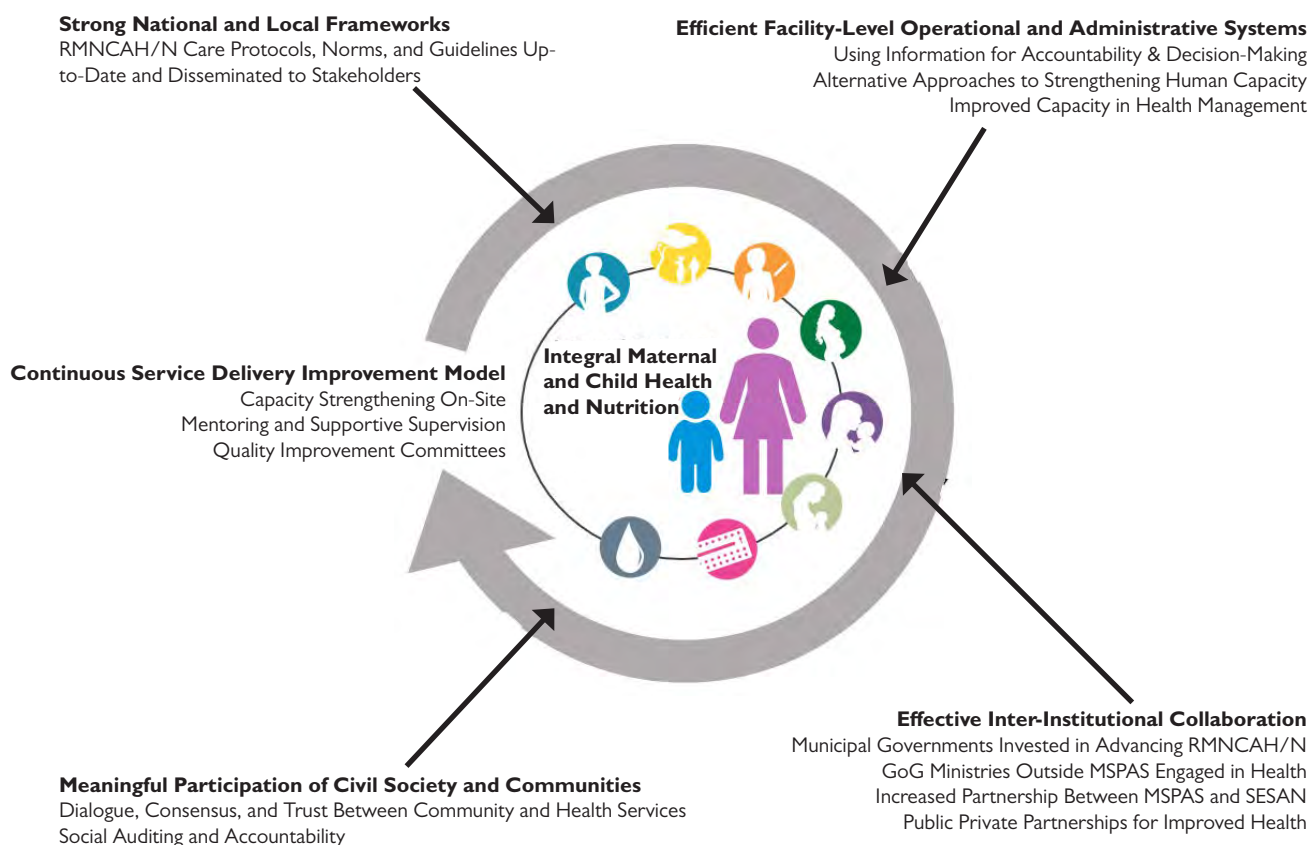 Strong National and Local Frameworks
RMNCAH/N Care Protocols, Norms, and Guidelines Up-
to-Date and Disseminated to Stakeholders
Efficient Facility-Level Operational and Administrative Systems
Using Information for Accountability & Decision-Making
Alternative Approaches to Strengthening Human Capacity
Improved Capacity in Health Management
Integral Maternal
and Child Health
and Nutrition
Continuous Service Delivery Improvement Model
Capacity Strengthening On-Site
Mentoring and Supportive Supervision
Quality Improvement Committees
Effective Inter-Institutional Collaboration
Municipal Governments Invested in Advancing RMNCAH/N
GoG Ministries Outside MSPAS Engaged in Health
Increased Partnership Between MSPAS and SESAN
Public Private Partnerships for Improved Health
Meaningful Participation of Civil Society and Communities
Dialogue, Consensus, and Trust Between Community and Health Services
Social Auditing and Accountability